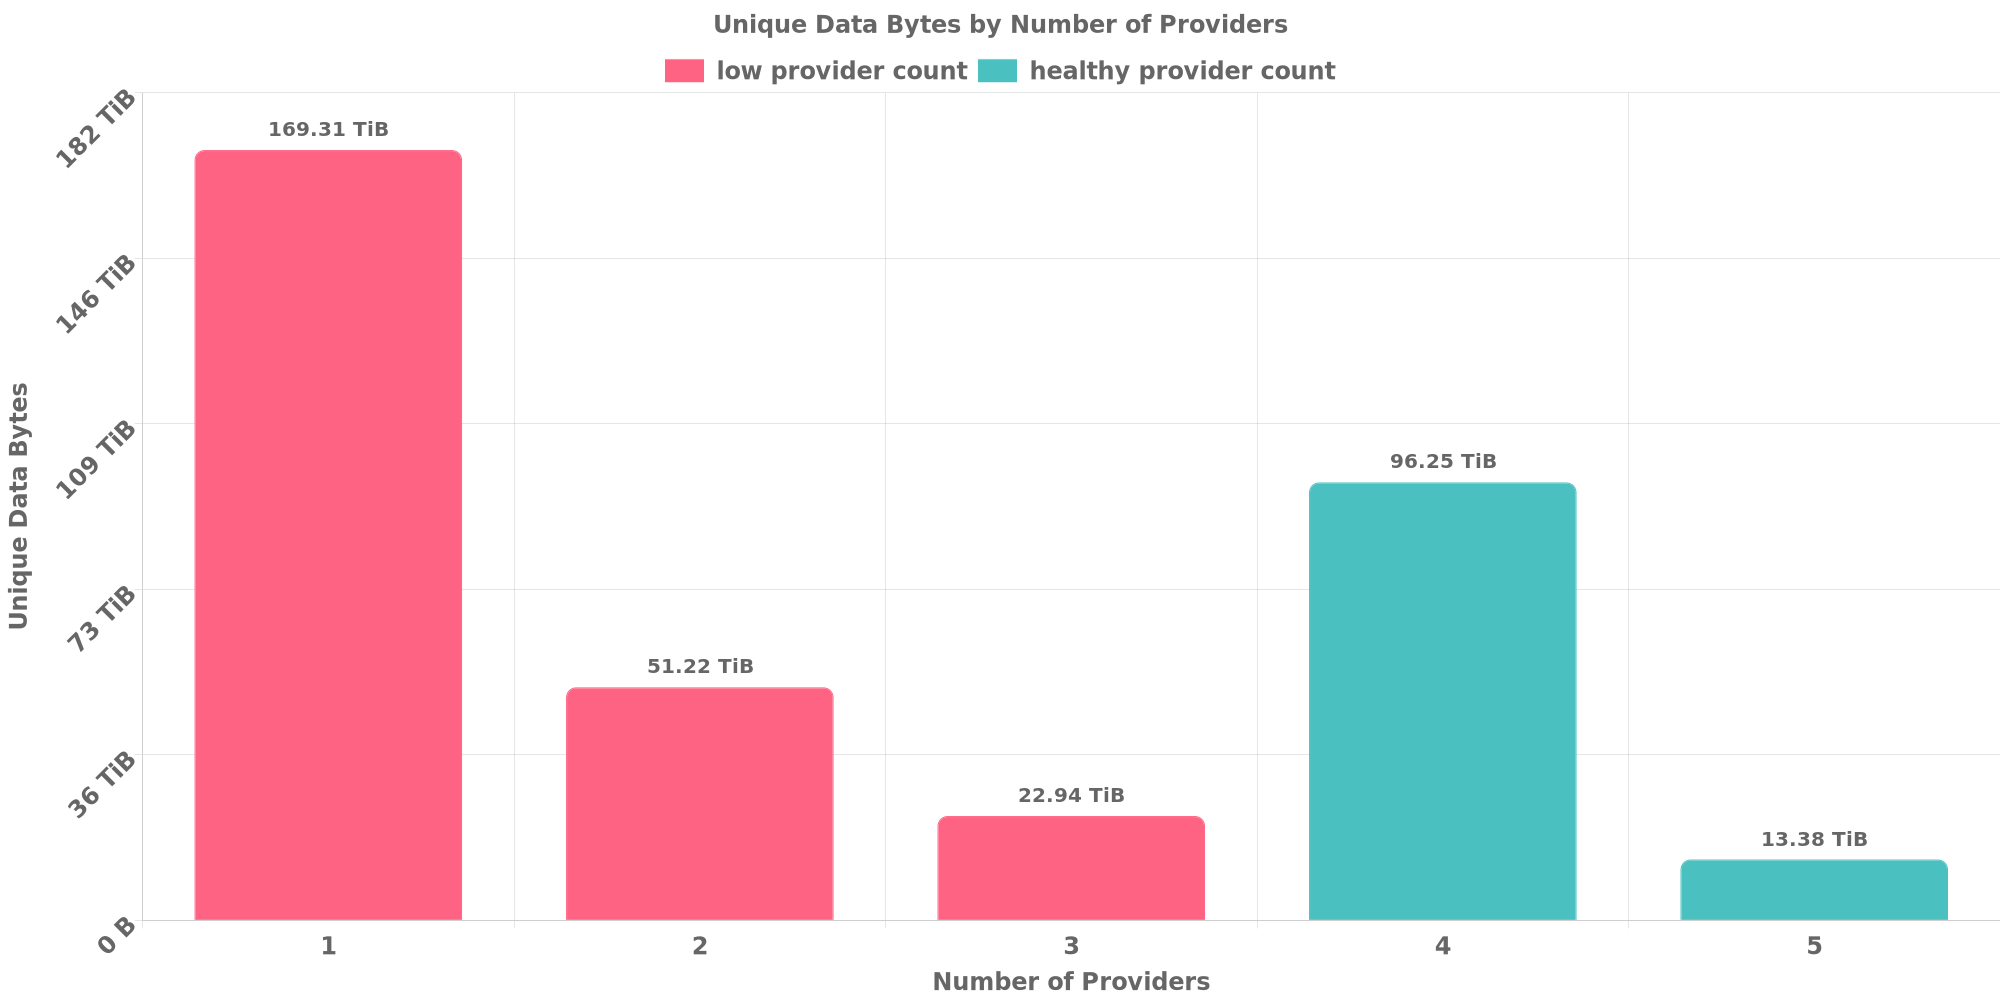 Unique Data Bytes by Number of Providers
low provider count healthy provider count
182 TiB
146 TiB
109 TiB
73 TiB
36 TiB
0 B
Unique Data Bytes
169.31 TiB
51.22 TiB
22.94 TiB
96.25 TiB
13.38 TiB
1 2 3 4 5
Number of Providers